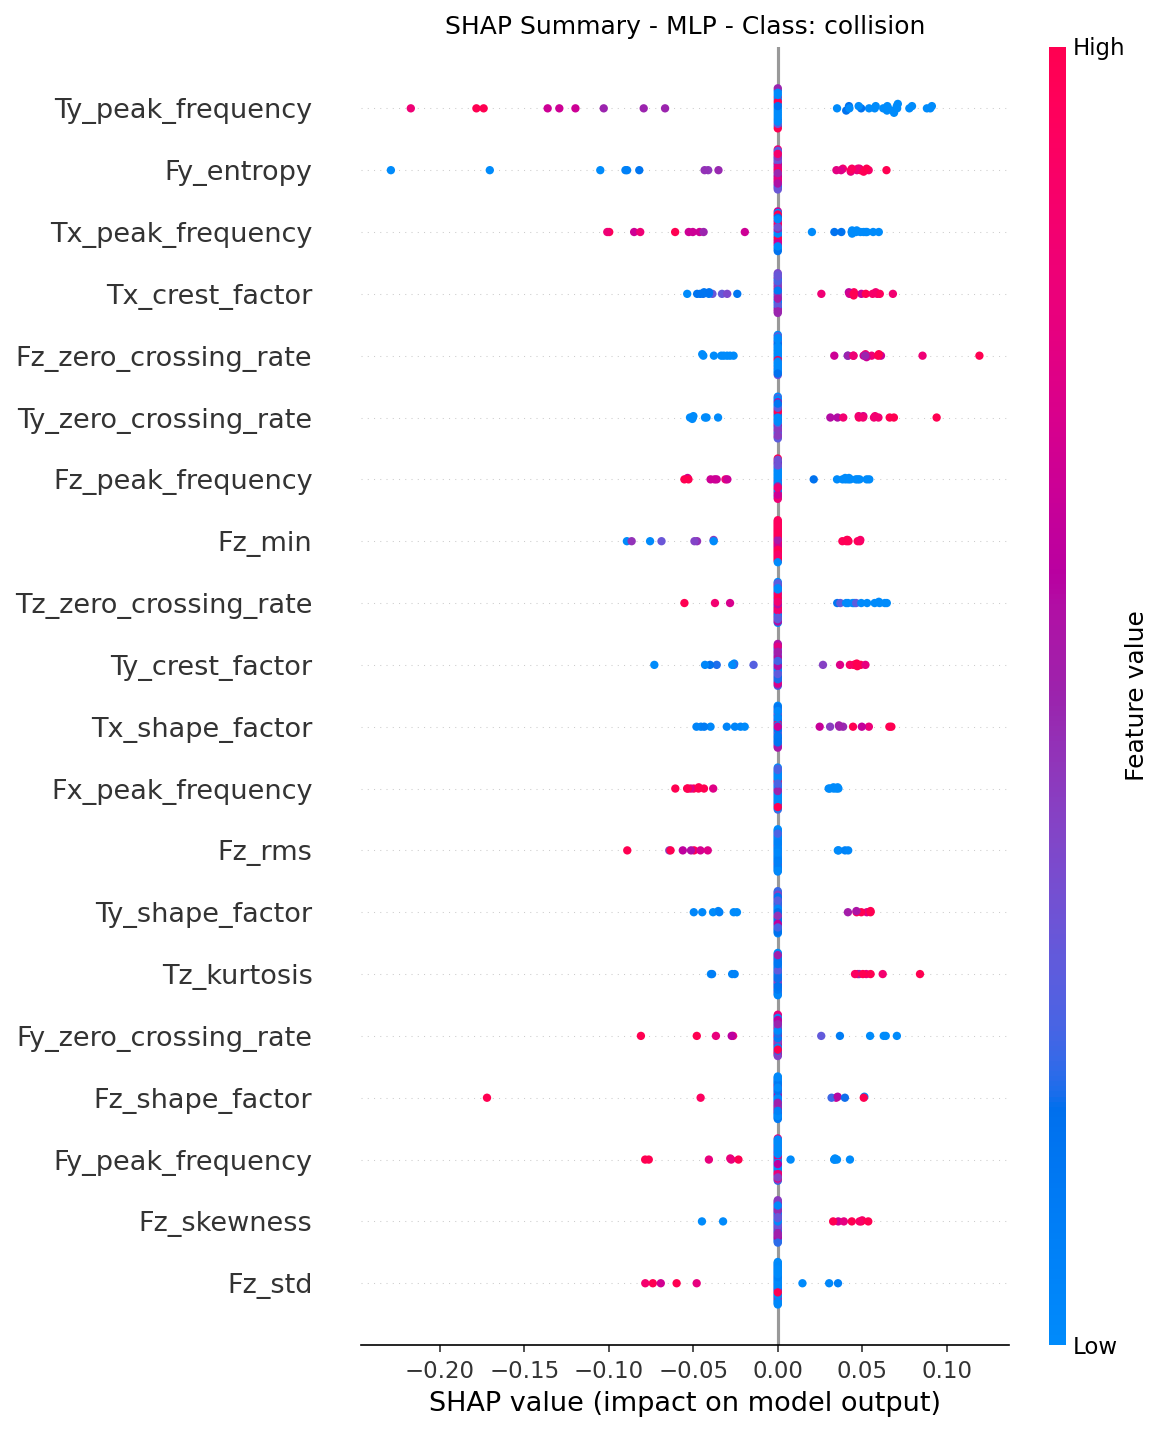 SHAP Summary - MLP - Class: collision
High
Ty_peak_frequency
Fy_entropy
Tx_peak_frequency
Tx_crest_factor
Fz_zero_crossing_rate
Ty_zero_crossing_rate
Fz_peak_frequency
Fz_min
Tz_zero_crossing_rate
Ty_crest_factor
Tx_shape_factor
Fx_peak_frequency
Fz_rms
Ty_shape_factor
Tz_kurtosis
Fy_zero_crossing_rate
Fz_shape_factor
Fy_peak_frequency
Fz_skewness
Fz_std
Feature value
Low
−0.20 −0.15 −0.10 −0.05 0.00 0.05 0.10
SHAP value (impact on model output)